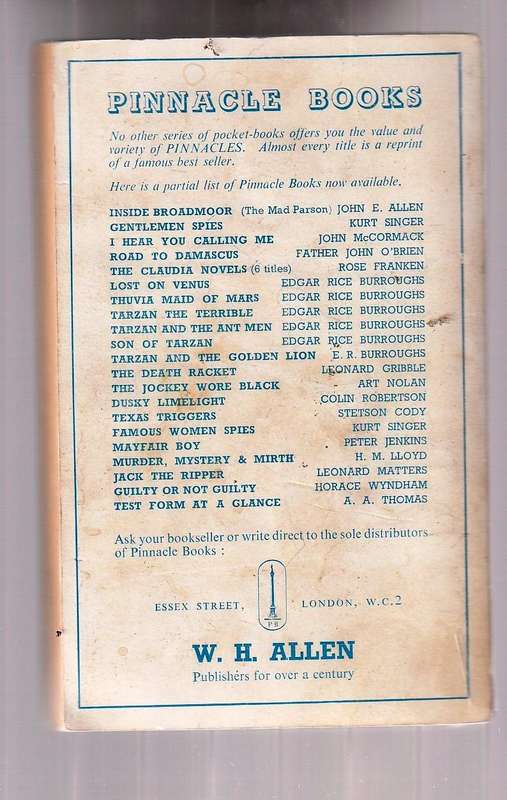 PINNACLE BOOKS
No other series of pocket-books offers you the value and
variety of PINNACLES. Almost every title is a reprint
of a famous best seller.
Here is a partial list of Pinnacle Books now available.
INSIDE BROADMOOR (The Mad Parson) JOHN E. ALLEN
GENTLEMEN SPIES KURT SINGER
I HEAR YOU CALLING ME JOHN McCORMACK
ROAD TO DAMASCUS FATHER JOHN O'BRIEN
THE CLAUDIA NOVELS (6 titles) ROSE FRANKEN
LOST ON VENUS EDGAR RICE BURROUGHS
THUVIA MAID OF MARS EDGAR RICE BURROUGHS
TARZAN THE TERRIBLE EDGAR RICE BURROUGHS
TARZAN AND THE ANT MEN EDGAR RICE BURROUGHS
SON OF TARZAN EDGAR RICE BURROUGHS
TARZAN AND THE GOLDEN LION E. R. BURROUGHS
THE DEATH RACKET LEONARD GRIBBLE
THE JOCKEY WORE BLACK ART NOLAN
DUSKY LIMELIGHT COLIN ROBERTSON
TEXAS TRIGGERS STETSON CODY
FAMOUS WOMEN SPIES KURT SINGER
MAYFAIR BOY PETER JENKINS
MURDER, MYSTERY & MIRTH H. M. LLOYD
JACK THE RIPPER LEONARD MATTERS
GUILTY OR NOT GUILTY HORACE WYNDHAM
TEST FORM AT A GLANCE A. A. THOMAS
Ask your bookseller or write direct to the sole distributors
of Pinnacle Books :
ESSEX STREET, LONDON, W.C.2
P B
W. H. ALLEN
Publishers for over a century